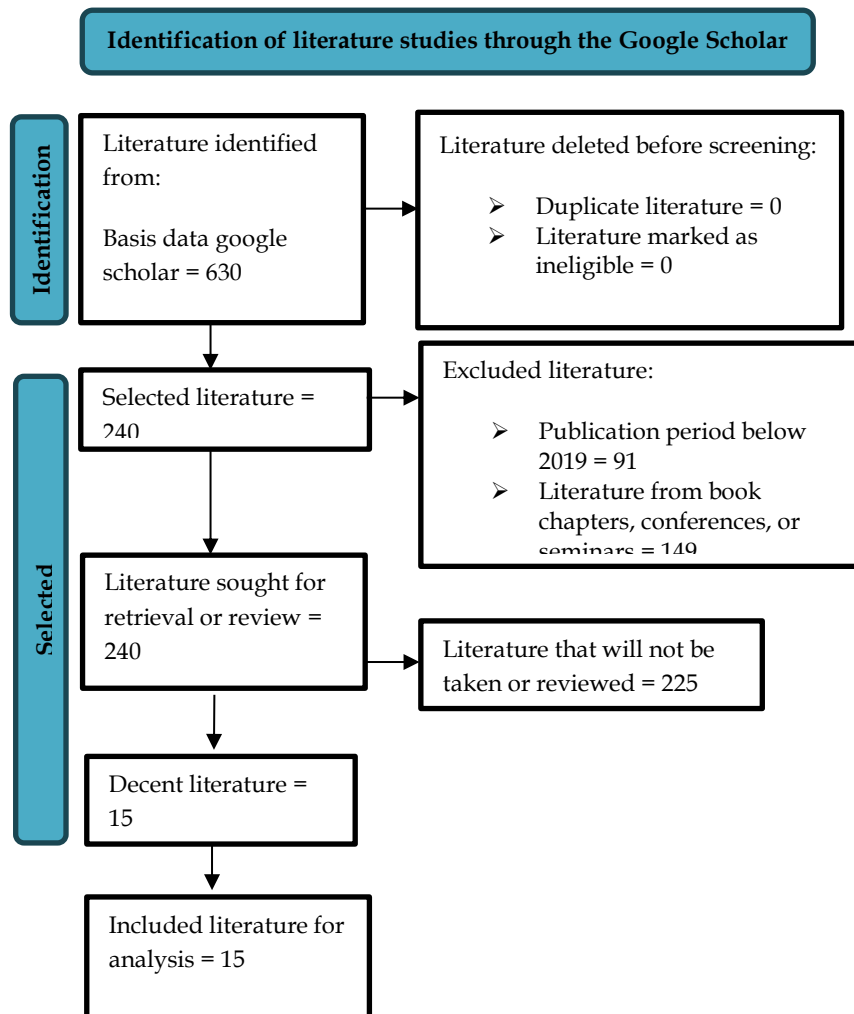 Identification of literature studies through the Google Scholar
Identification
Literature identified
from:
Basis data google
scholar = 630
Literature deleted before screening:
➢ Duplicate literature = 0
➢ Literature marked as
ineligible = 0
Selected
Selected literature =
240
Excluded literature:
➢ Publication period below
2019 = 91
➢ Literature from book
chapters, conferences, or
seminars = 149
Literature sought for
retrieval or review =
240
Literature that will not be
taken or reviewed = 225
Decent literature =
15
Included literature for
analysis = 15